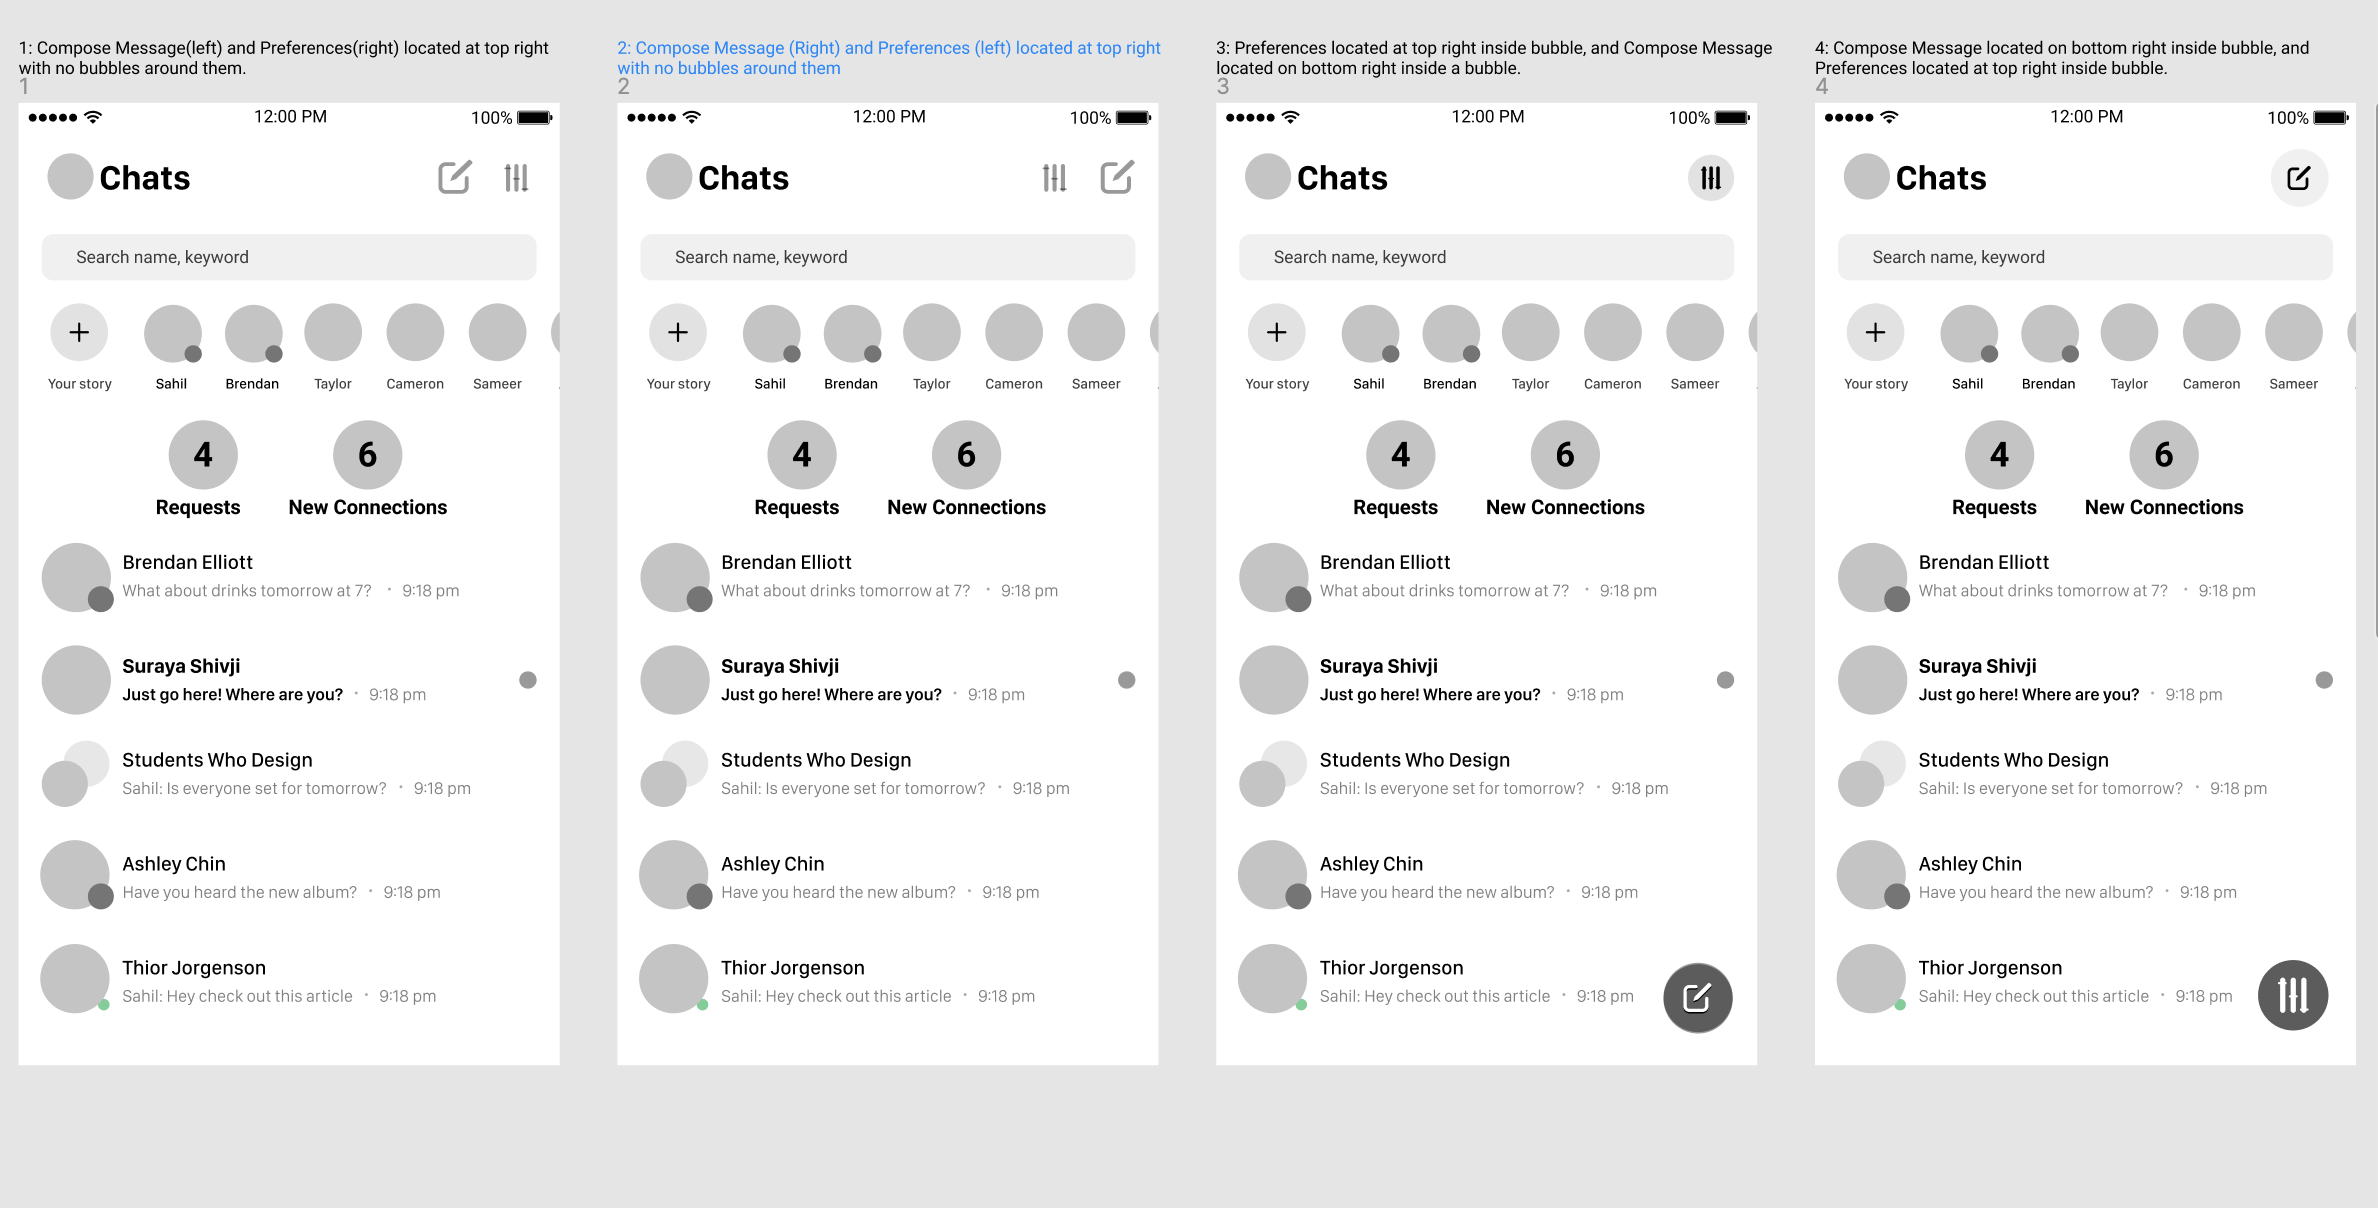 1: Compose Message(left) and Preferences(right) located at top right
with no bubbles around them.
1
12:00 PM
100%
Chats
Search name, keyword
Your story
Sahil
Brendan
Taylor
Cameron
Sameer
4
6
Requests
New Connections
Brendan Elliott
What about drinks tomorrow at 7? · 9:18 pm
Suraya Shivji
Just go here! Where are you? · 9:18 pm
Students Who Design
Sahil: Is everyone set for tomorrow? · 9:18 pm
Ashley Chin
Have you heard the new album? · 9:18 pm
Thior Jorgenson
Sahil: Hey check out this article · 9:18 pm
2: Compose Message (Right) and Preferences (left) located at top right
with no bubbles around them
2
12:00 PM
100%
Chats
Search name, keyword
Your story
Sahil
Brendan
Taylor
Cameron
Sameer
4
6
Requests
New Connections
Brendan Elliott
What about drinks tomorrow at 7? · 9:18 pm
Suraya Shivji
Just go here! Where are you? · 9:18 pm
Students Who Design
Sahil: Is everyone set for tomorrow? · 9:18 pm
Ashley Chin
Have you heard the new album? · 9:18 pm
Thior Jorgenson
Sahil: Hey check out this article · 9:18 pm
3: Preferences located at top right inside bubble, and Compose Message
located on bottom right inside a bubble.
3
12:00 PM
100%
Chats
Search name, keyword
Your story
Sahil
Brendan
Taylor
Cameron
Sameer
4
6
Requests
New Connections
Brendan Elliott
What about drinks tomorrow at 7? · 9:18 pm
Suraya Shivji
Just go here! Where are you? · 9:18 pm
Students Who Design
Sahil: Is everyone set for tomorrow? · 9:18 pm
Ashley Chin
Have you heard the new album? · 9:18 pm
Thior Jorgenson
Sahil: Hey check out this article · 9:18 pm
4: Compose Message located on bottom right inside bubble, and
Preferences located at top right inside bubble.
4
12:00 PM
100%
Chats
Search name, keyword
Your story
Sahil
Brendan
Taylor
Cameron
Sameer
4
6
Requests
New Connections
Brendan Elliott
What about drinks tomorrow at 7? · 9:18 pm
Suraya Shivji
Just go here! Where are you? · 9:18 pm
Students Who Design
Sahil: Is everyone set for tomorrow? · 9:18 pm
Ashley Chin
Have you heard the new album? · 9:18 pm
Thior Jorgenson
Sahil: Hey check out this article · 9:18 pm